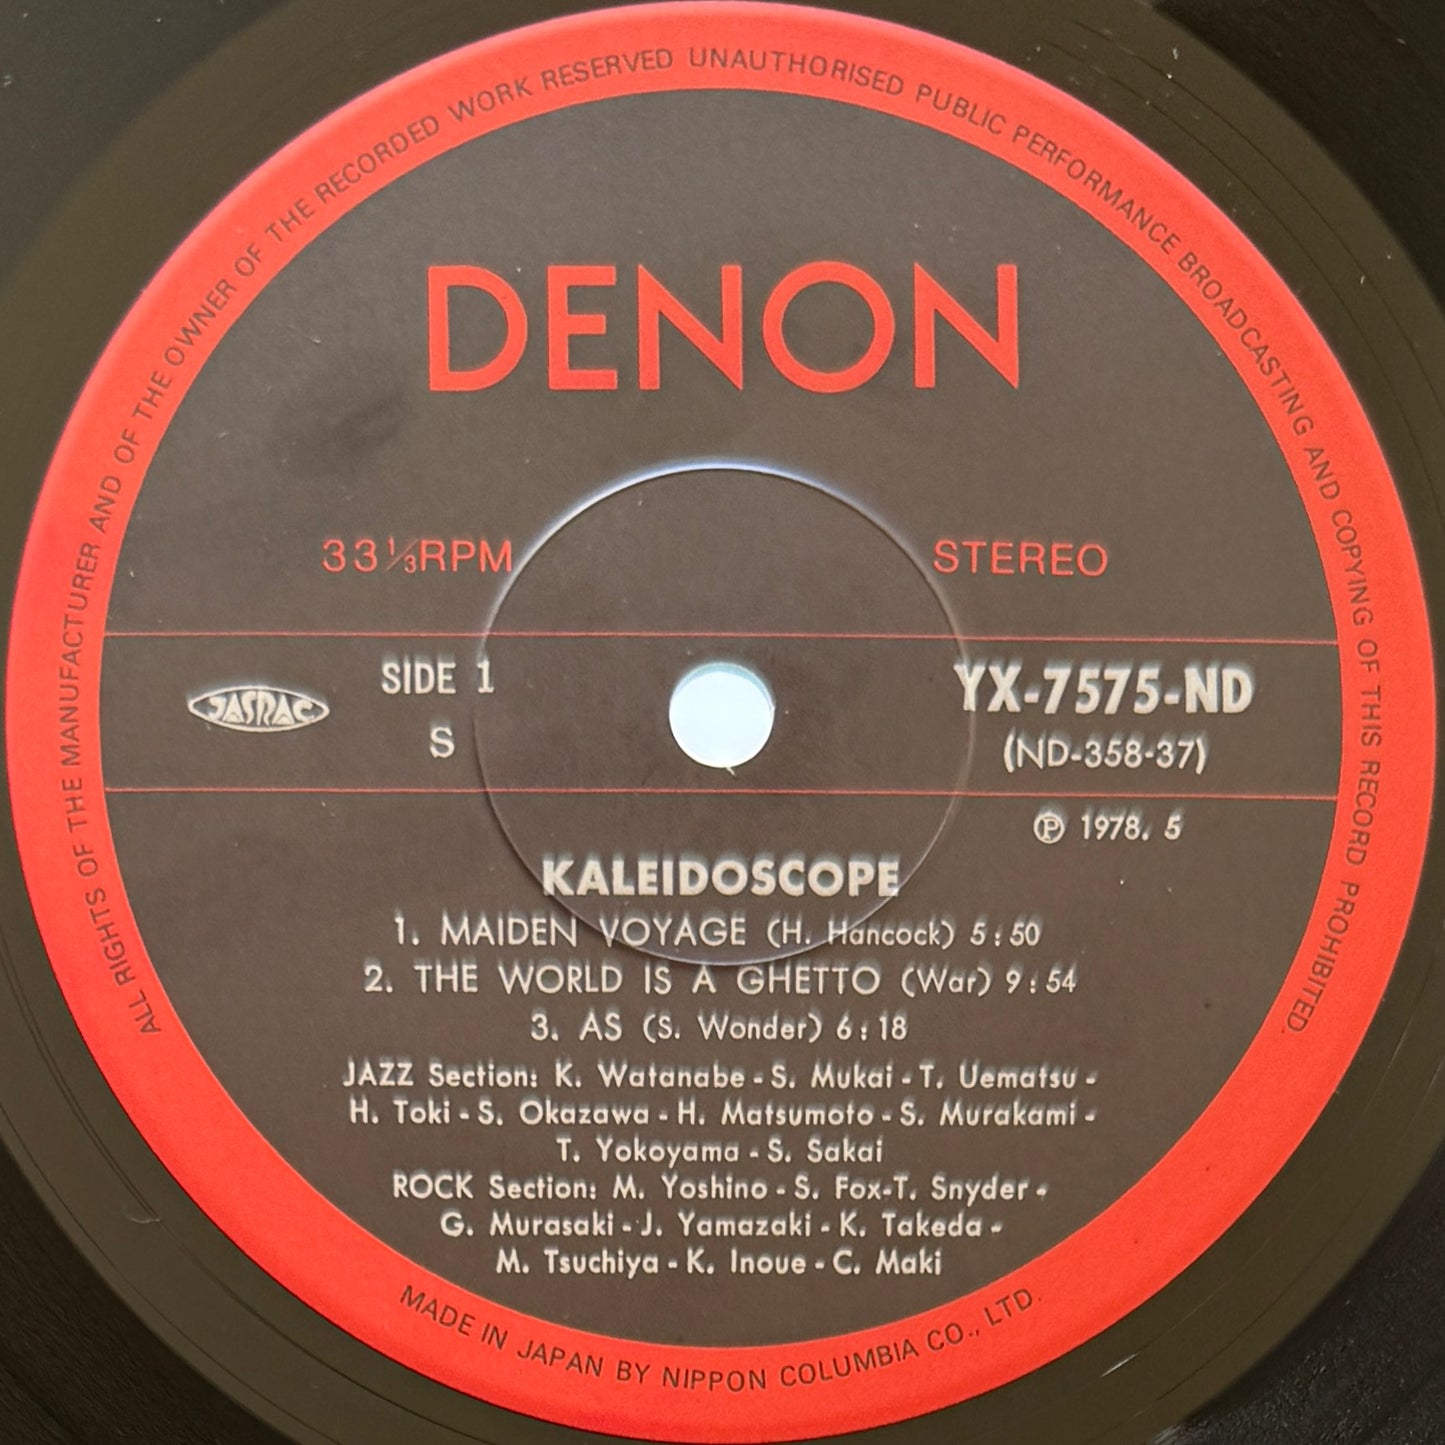 ALL RIGHTS OF THE MANUFACTURER AND OF THE OWNER OF THE RECORDED WORK RESERVED UNAUTHORISED PUBLIC PERFORMANCE BROADCASTING AND COPYING OF THIS RECORD PROHIBITED.
DENON
33⅓RPM STEREO
JASRAC SIDE 1 YX-7575-ND
S (ND-358-37)
℗ 1978. 5
KALEIDOSCOPE
1. MAIDEN VOYAGE (H. Hancock) 5:50
2. THE WORLD IS A GHETTO (War) 9:54
3. AS (S. Wonder) 6:18
JAZZ Section: K. Watanabe - S. Mukai - T. Uematsu -
H. Toki - S. Okazawa - H. Matsumoto - S. Murakami -
T. Yokoyama - S. Sakai
ROCK Section: M. Yoshino - S. Fox-T. Snyder -
G. Murasaki - J. Yamazaki - K. Takeda -
M. Tsuchiya - K. Inoue - C. Maki
MADE IN JAPAN BY NIPPON COLUMBIA CO., LTD.